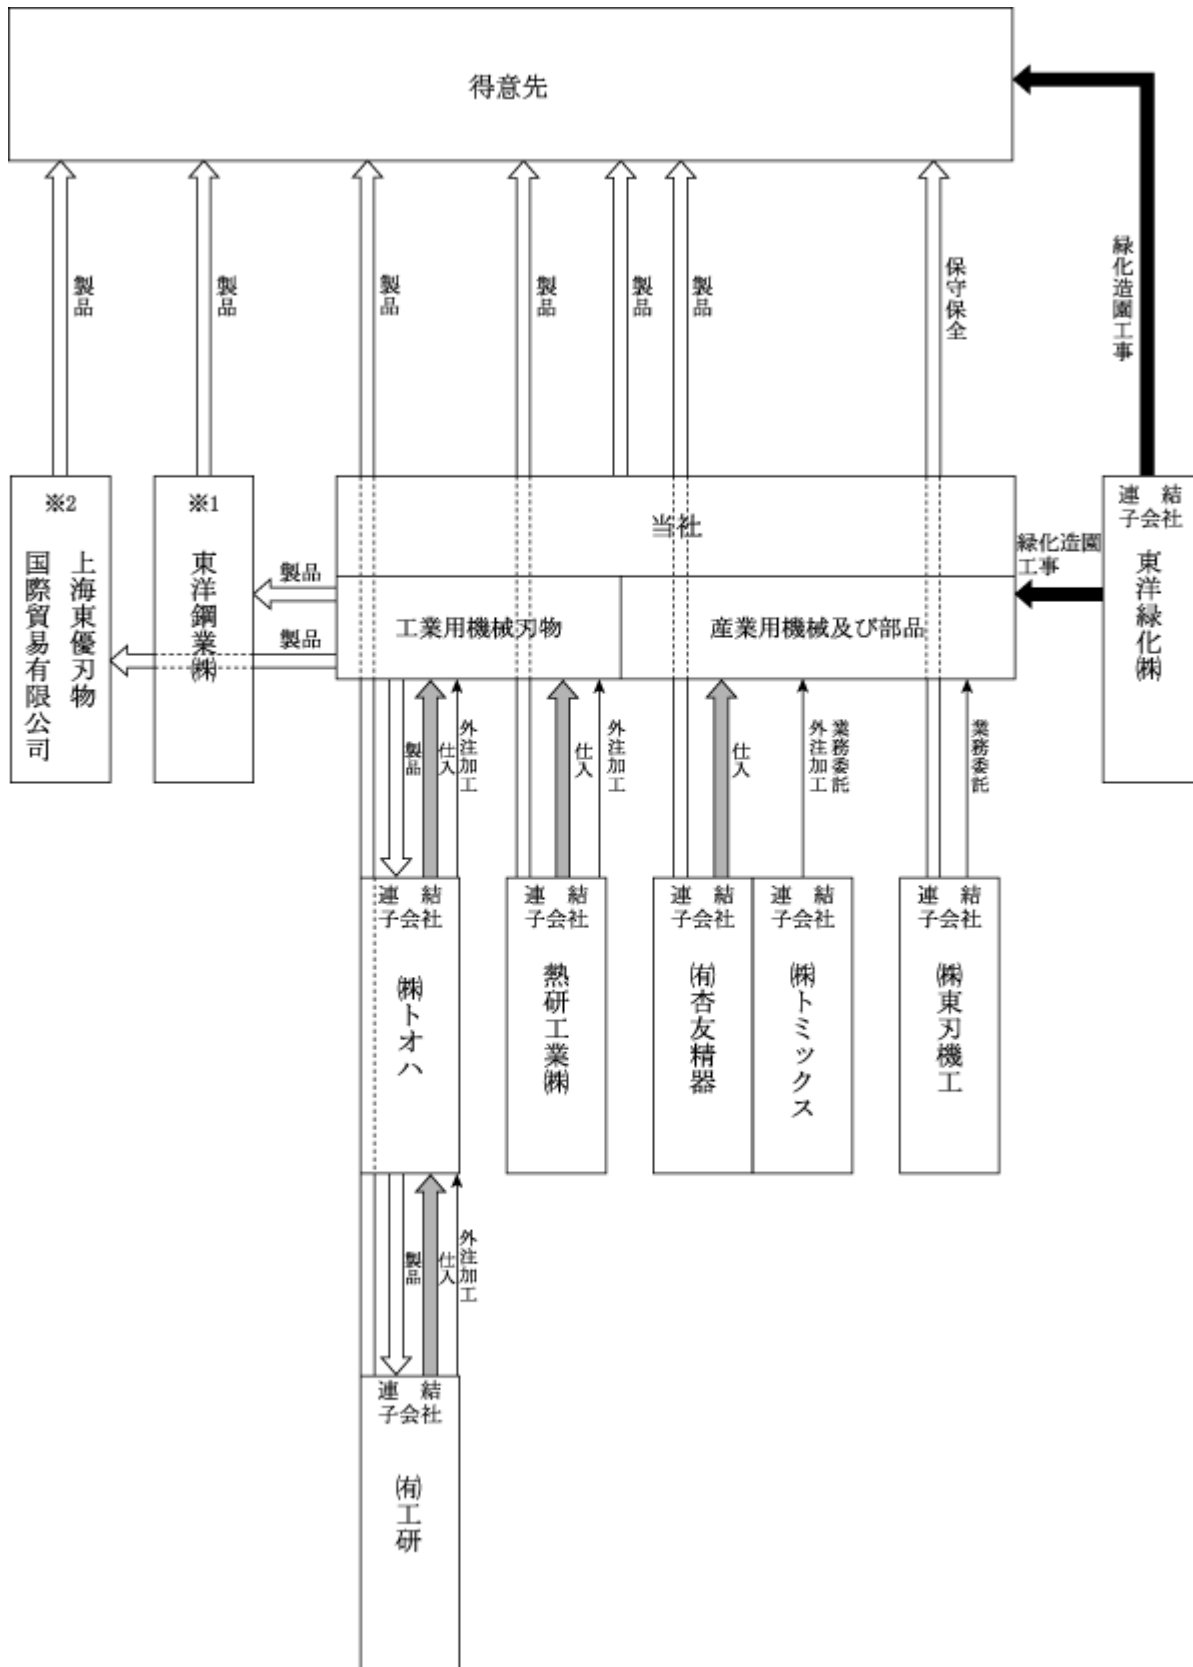 得意先
製品
製品
製品
製品
製品
製品
保守保全
緑化造園工事
※2
上海東優刃物
国際貿易有限公司
※1
東洋鋼業㈱
製品
製品
当社
工業用機械刃物
産業用機械及び部品
緑化造園
工事
連結
子会社
東洋緑化㈱
製品
仕入
外注加工
仕入
外注加工
仕入
業務委託
外注加工
業務委託
連結
子会社
㈱トオハ
連結
子会社
熱研工業㈱
連結
子会社
㈲杏友精器
連結
子会社
㈱トミックス
連結
子会社
㈱東刃機工
製品
仕入
外注加工
連結
子会社
㈲工研